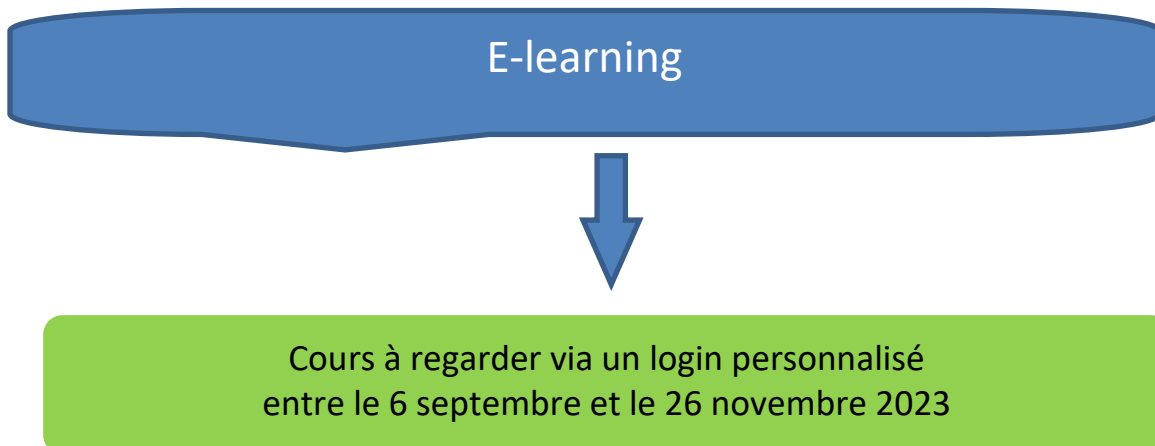 E-learning
Cours à regarder via un login personnalisé
entre le 6 septembre et le 26 novembre 2023